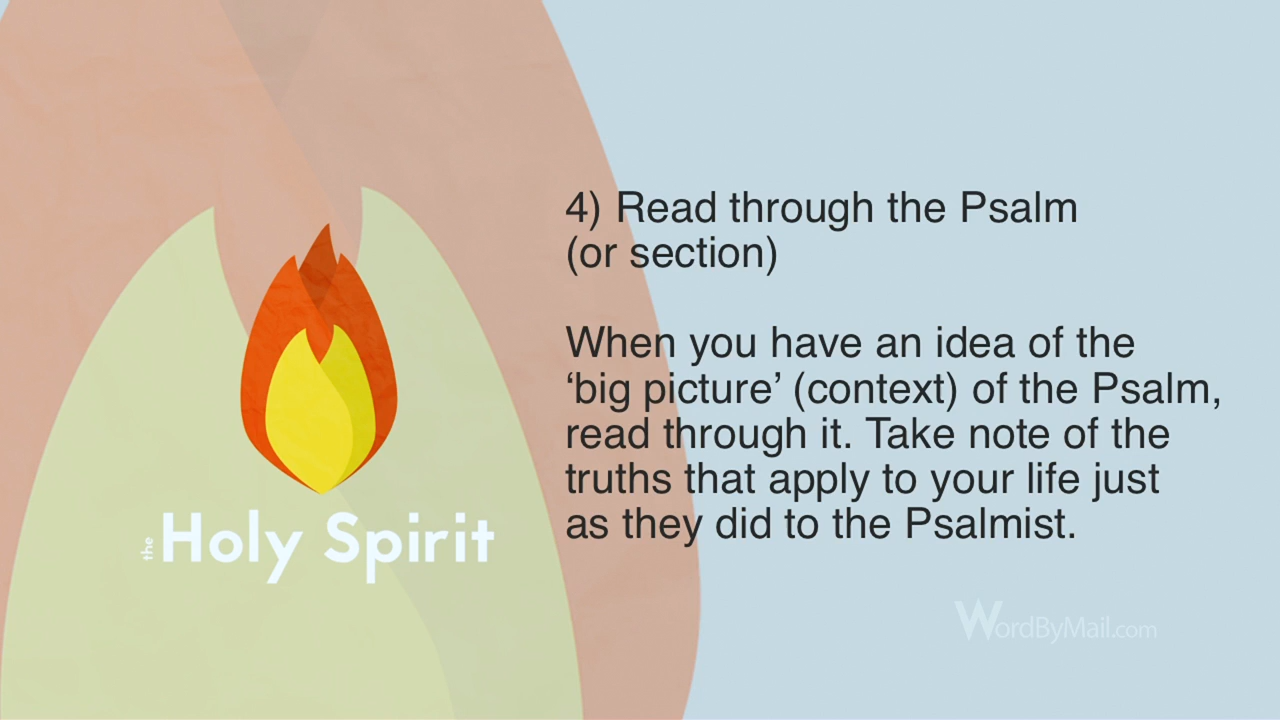 4) Read through the Psalm
(or section)
When you have an idea of the
‘big picture’ (context) of the Psalm,
read through it. Take note of the
truths that apply to your life just
as they did to the Psalmist.
the Holy Spirit
WordByMail.com